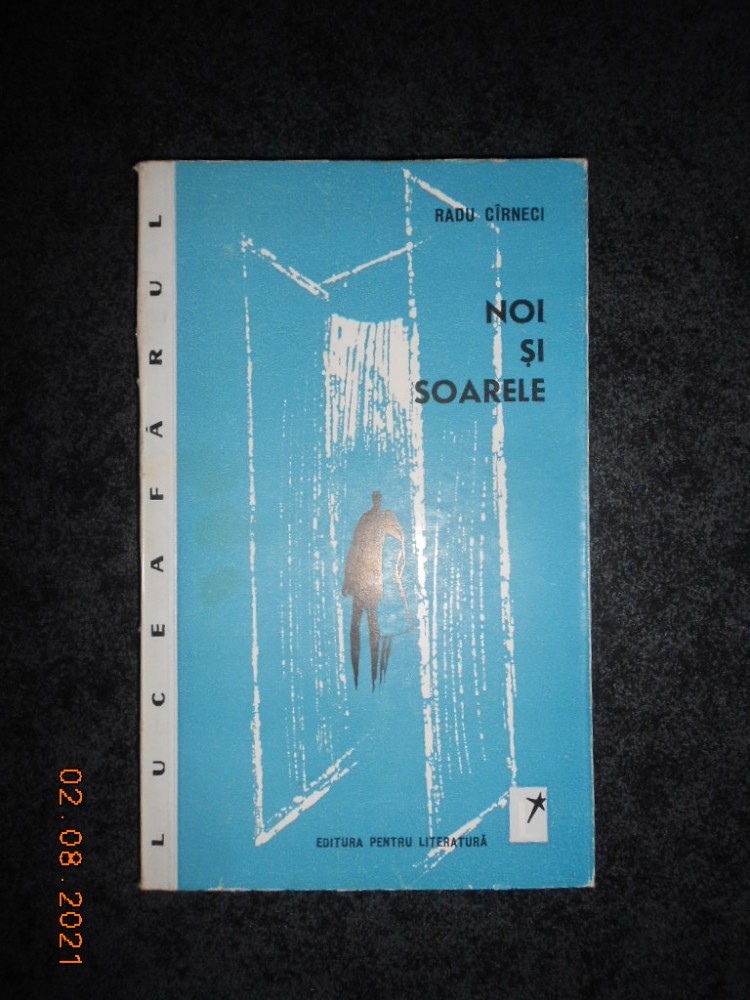 RADU CÎRNECI
NOI
ȘI
SOARELE
LUCEAFĂRUL
EDITURA PENTRU LITERATURĂ
02.08.2021